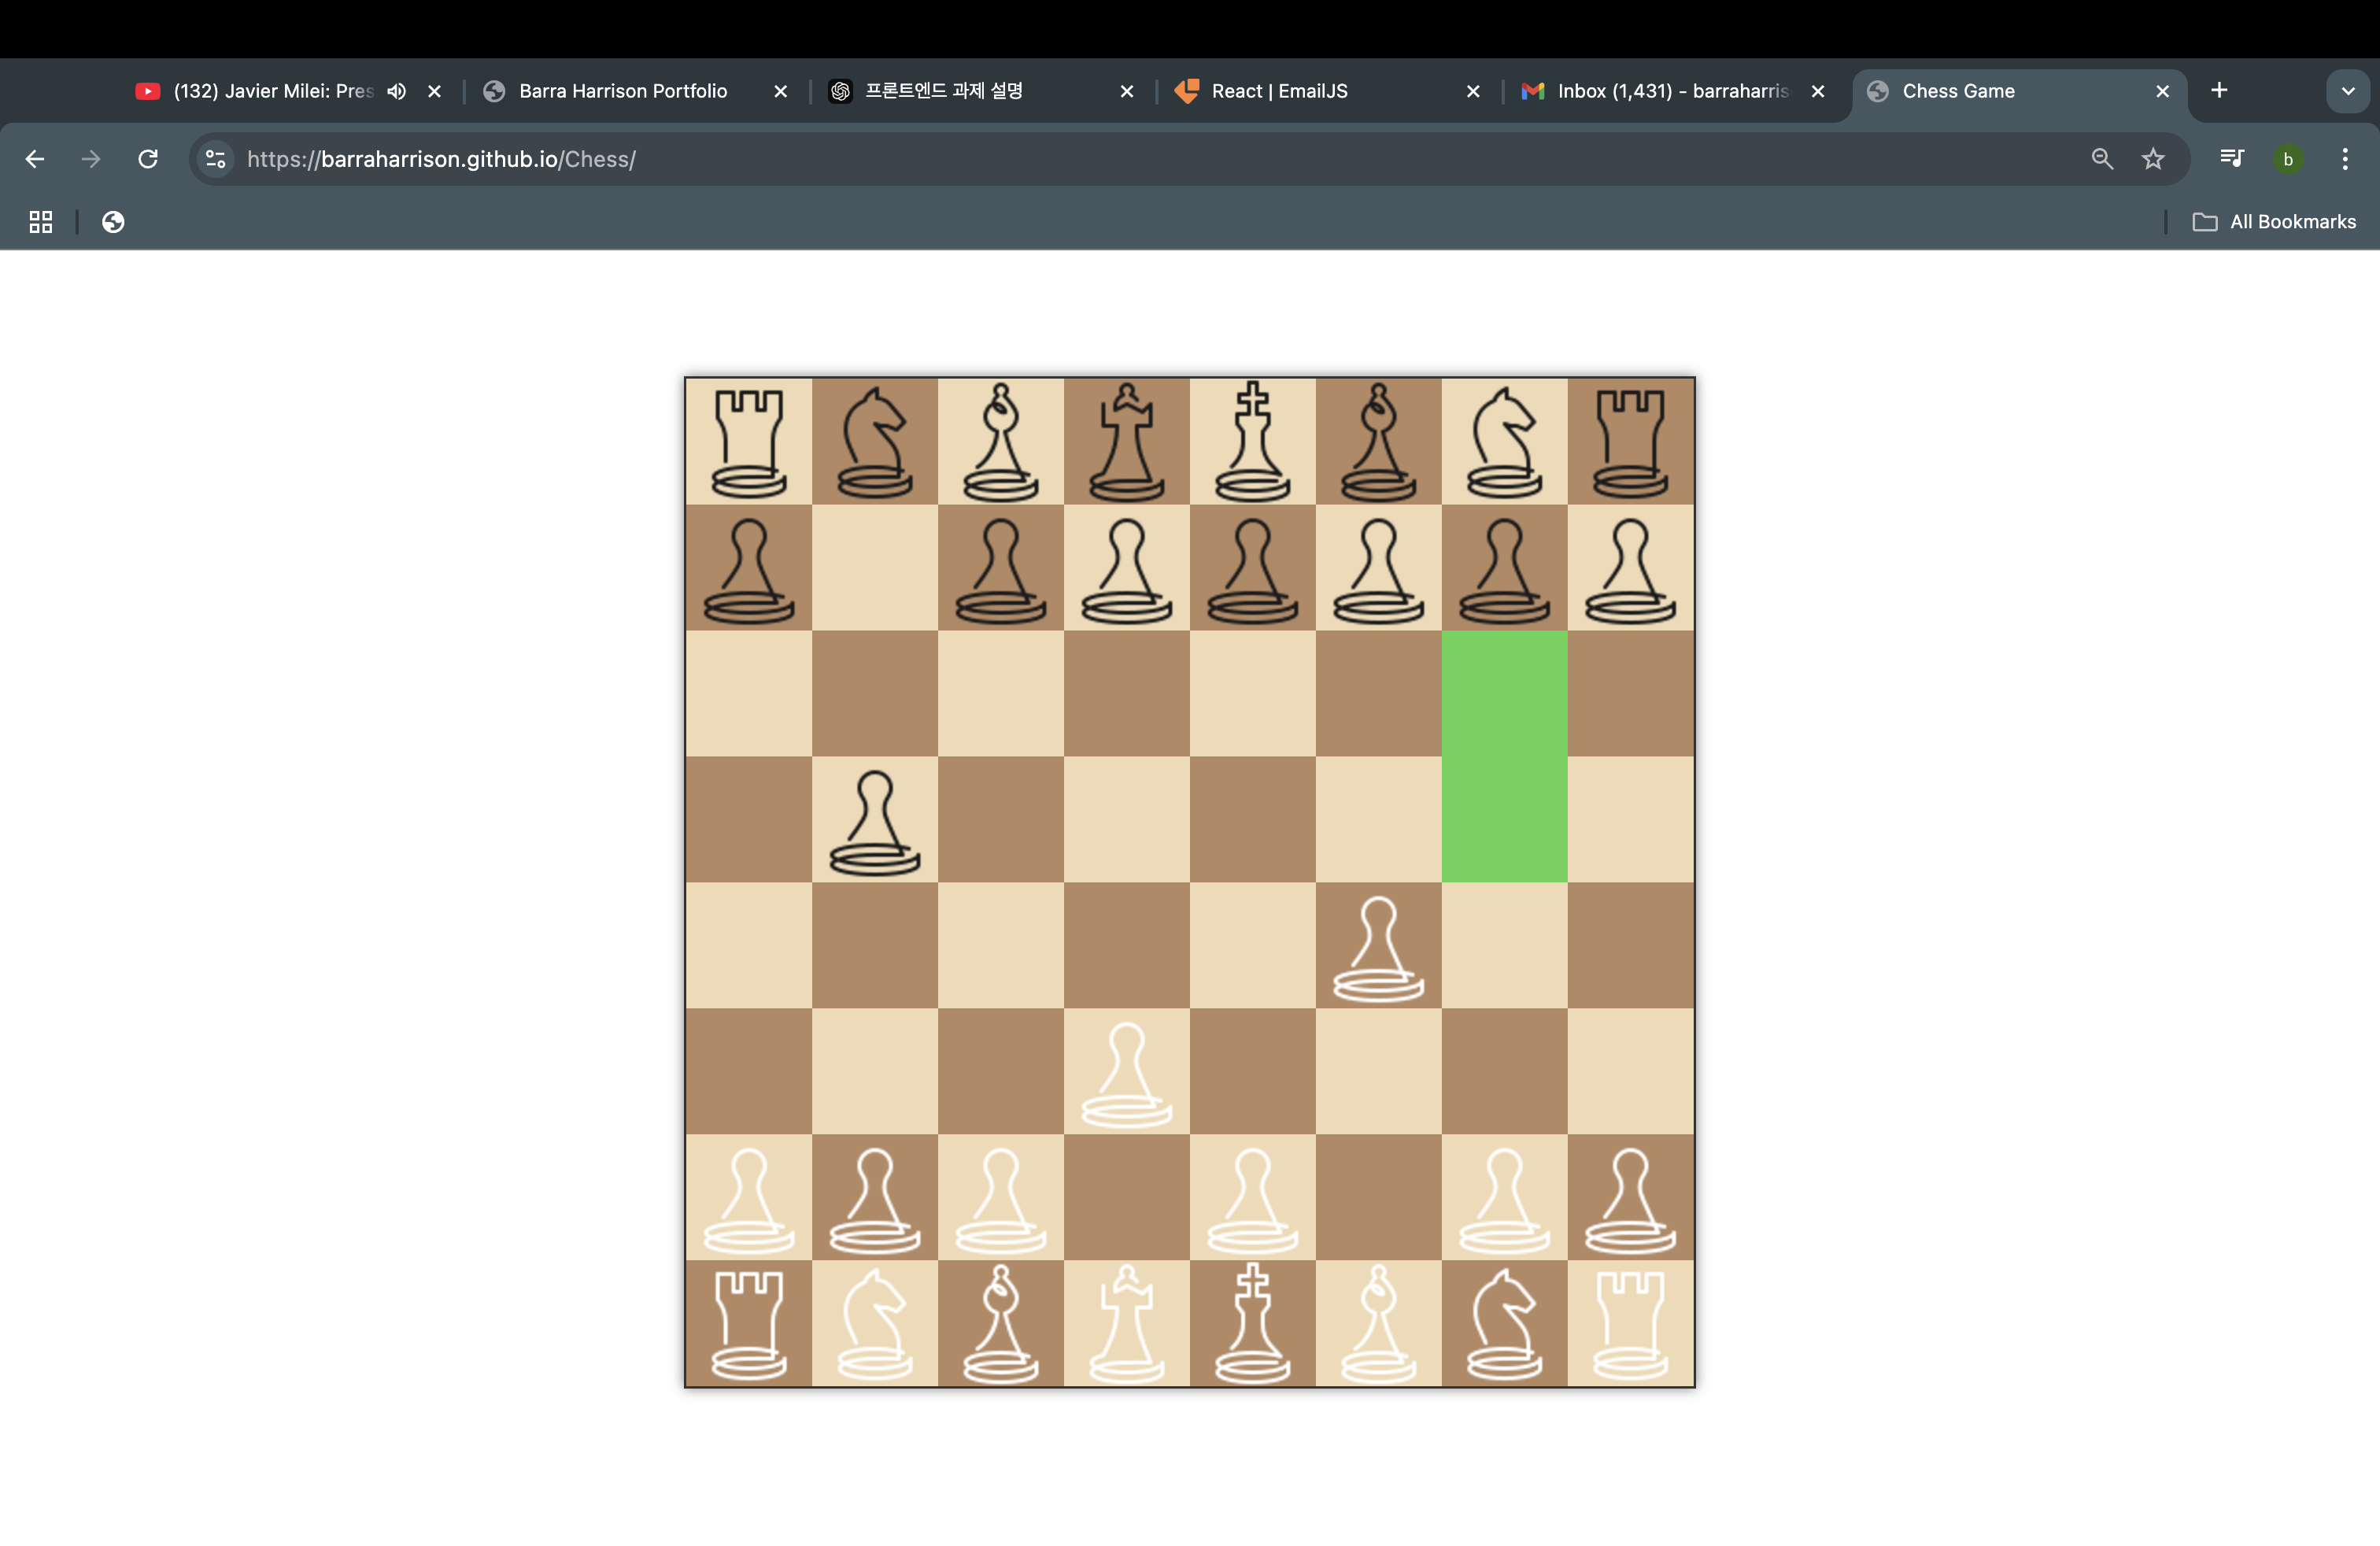 (132) Javier Milei: Pres
Barra Harrison Portfolio
프론트엔드 과제 설명
React | EmailJS
Inbox (1,431) - barraharris
Chess Game
https://barraharrison.github.io/Chess/
b
All Bookmarks